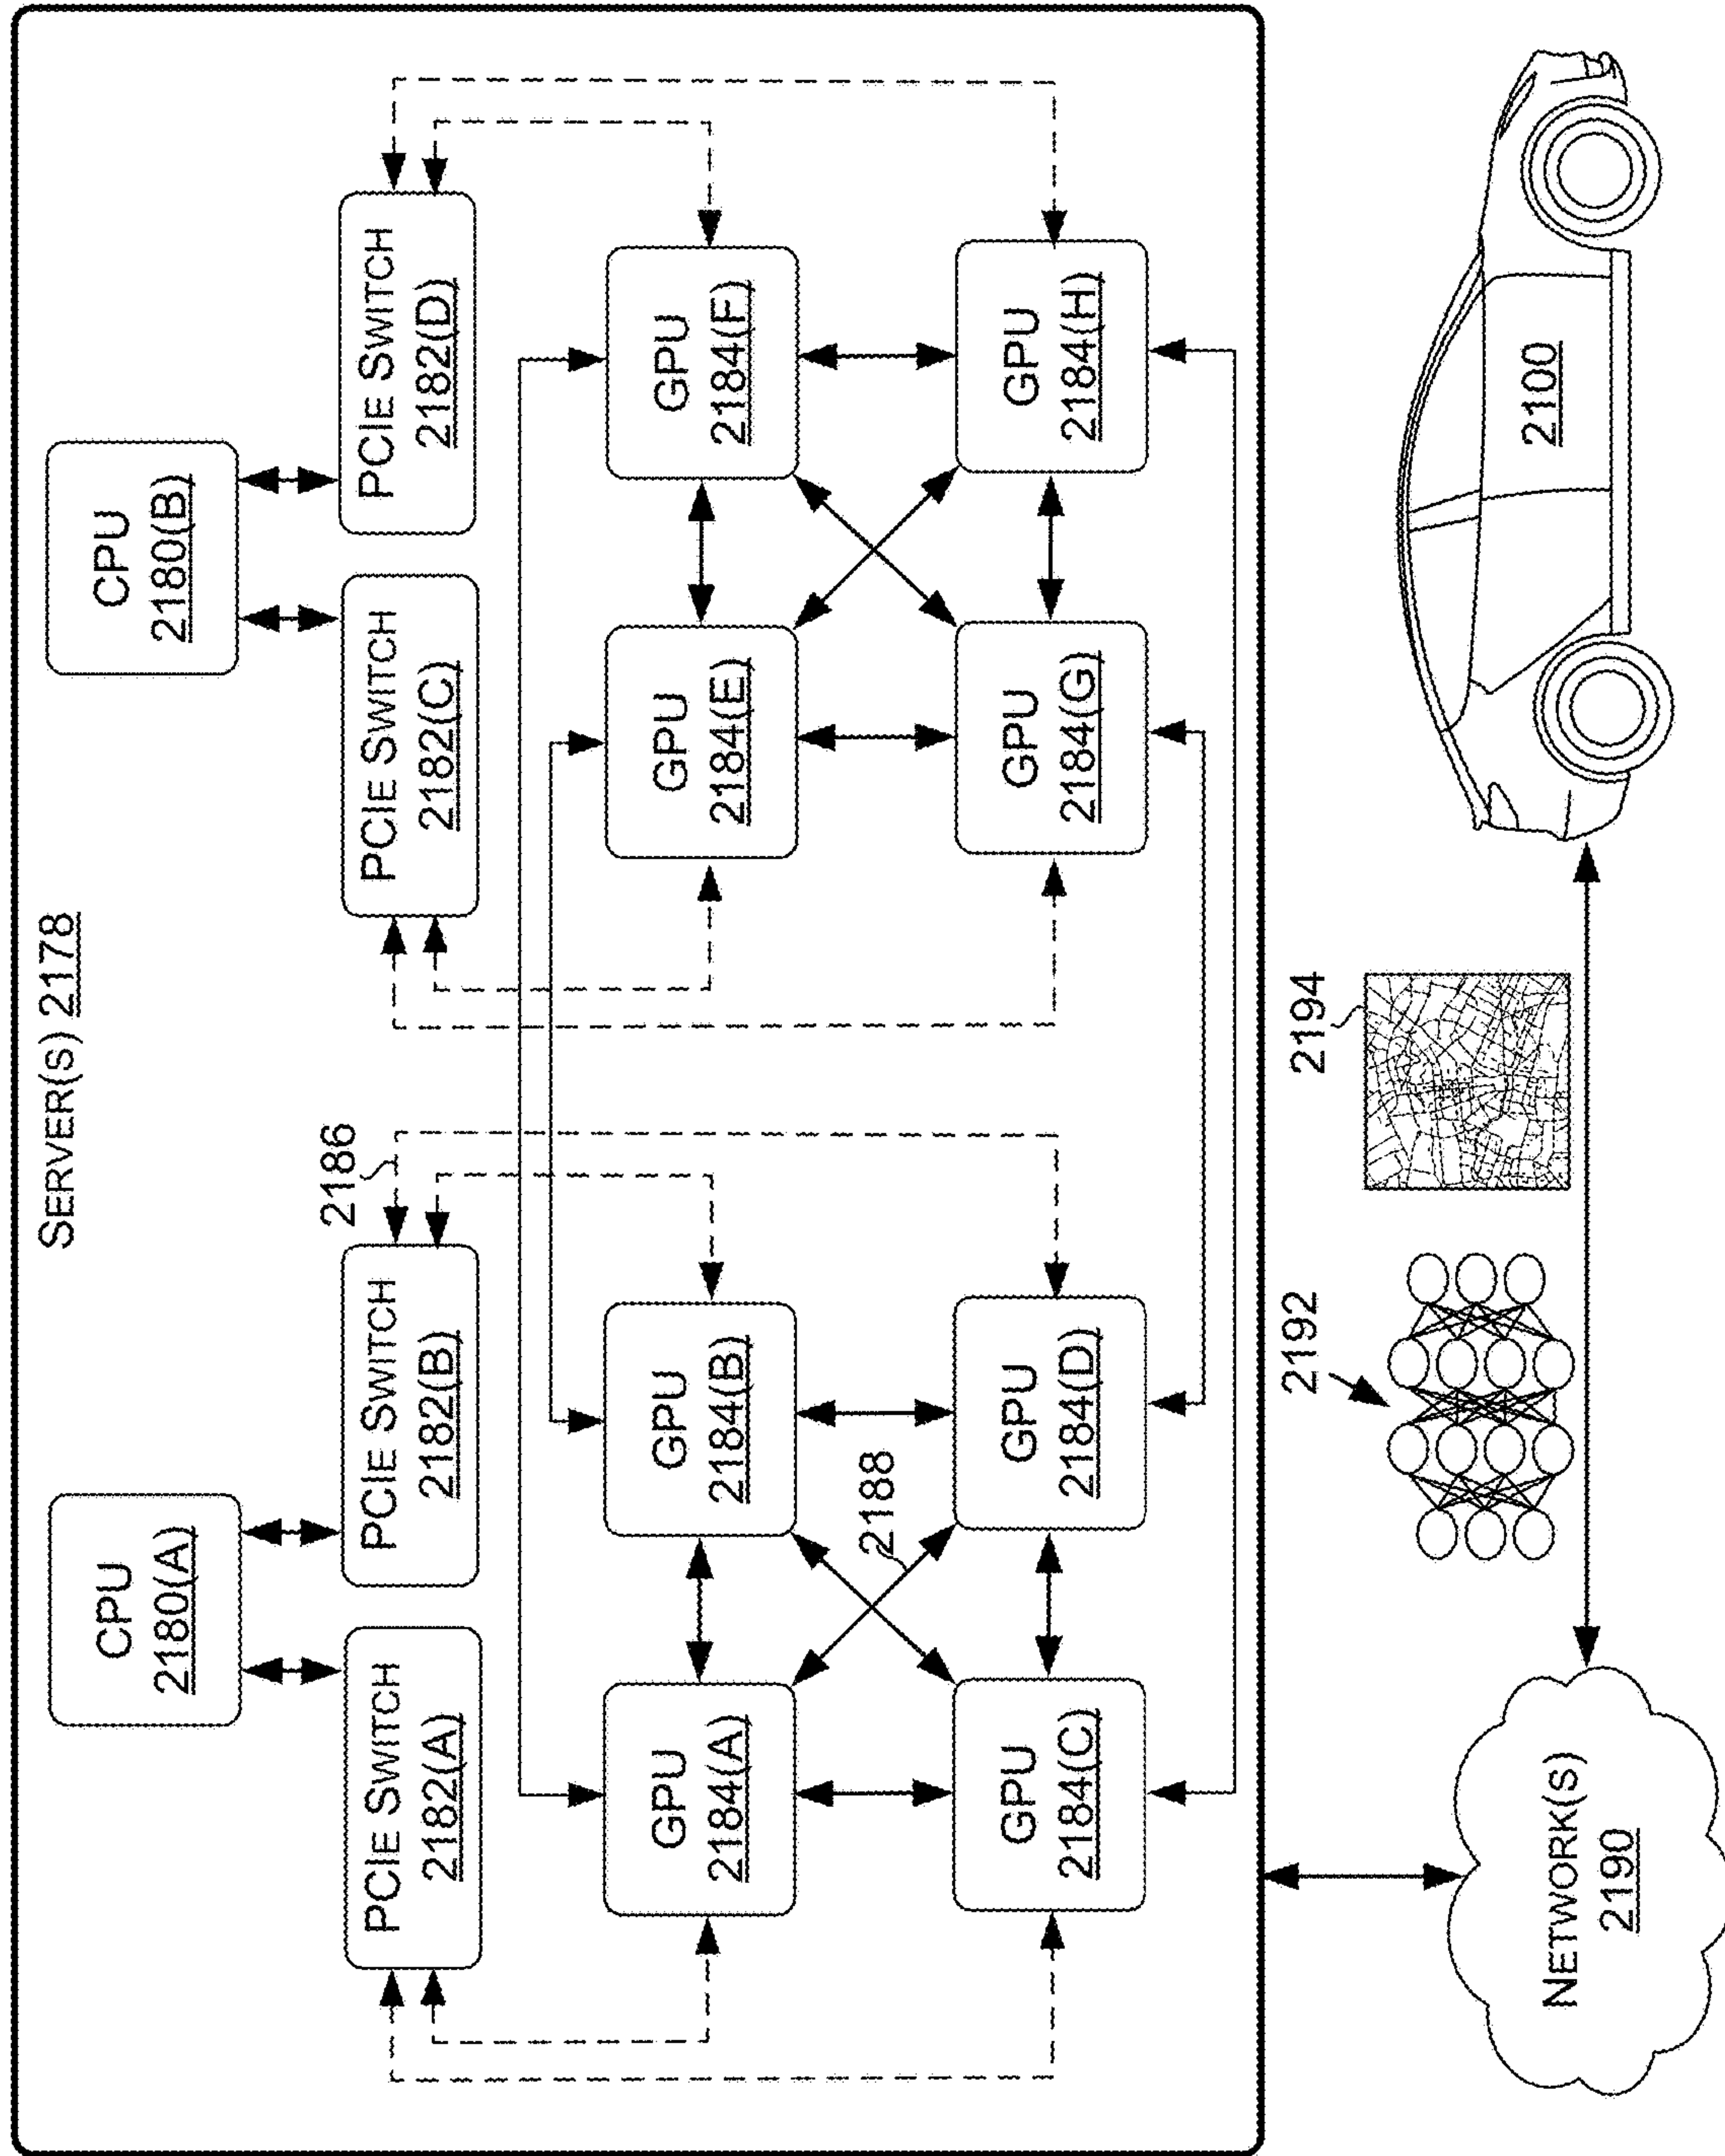 SERVER(S) 2178
CPU
2180(A)
CPU
2180(B)
PCIE SWITCH
2182(A)
PCIE SWITCH
2182(B)
PCIE SWITCH
2182(C)
PCIE SWITCH
2182(D)
2186
GPU
2184(A)
GPU
2184(B)
GPU
2184(E)
GPU
2184(F)
2188
GPU
2184(C)
GPU
2184(D)
GPU
2184(G)
GPU
2184(H)
2192
2194
NETWORK(S)
2190
2100